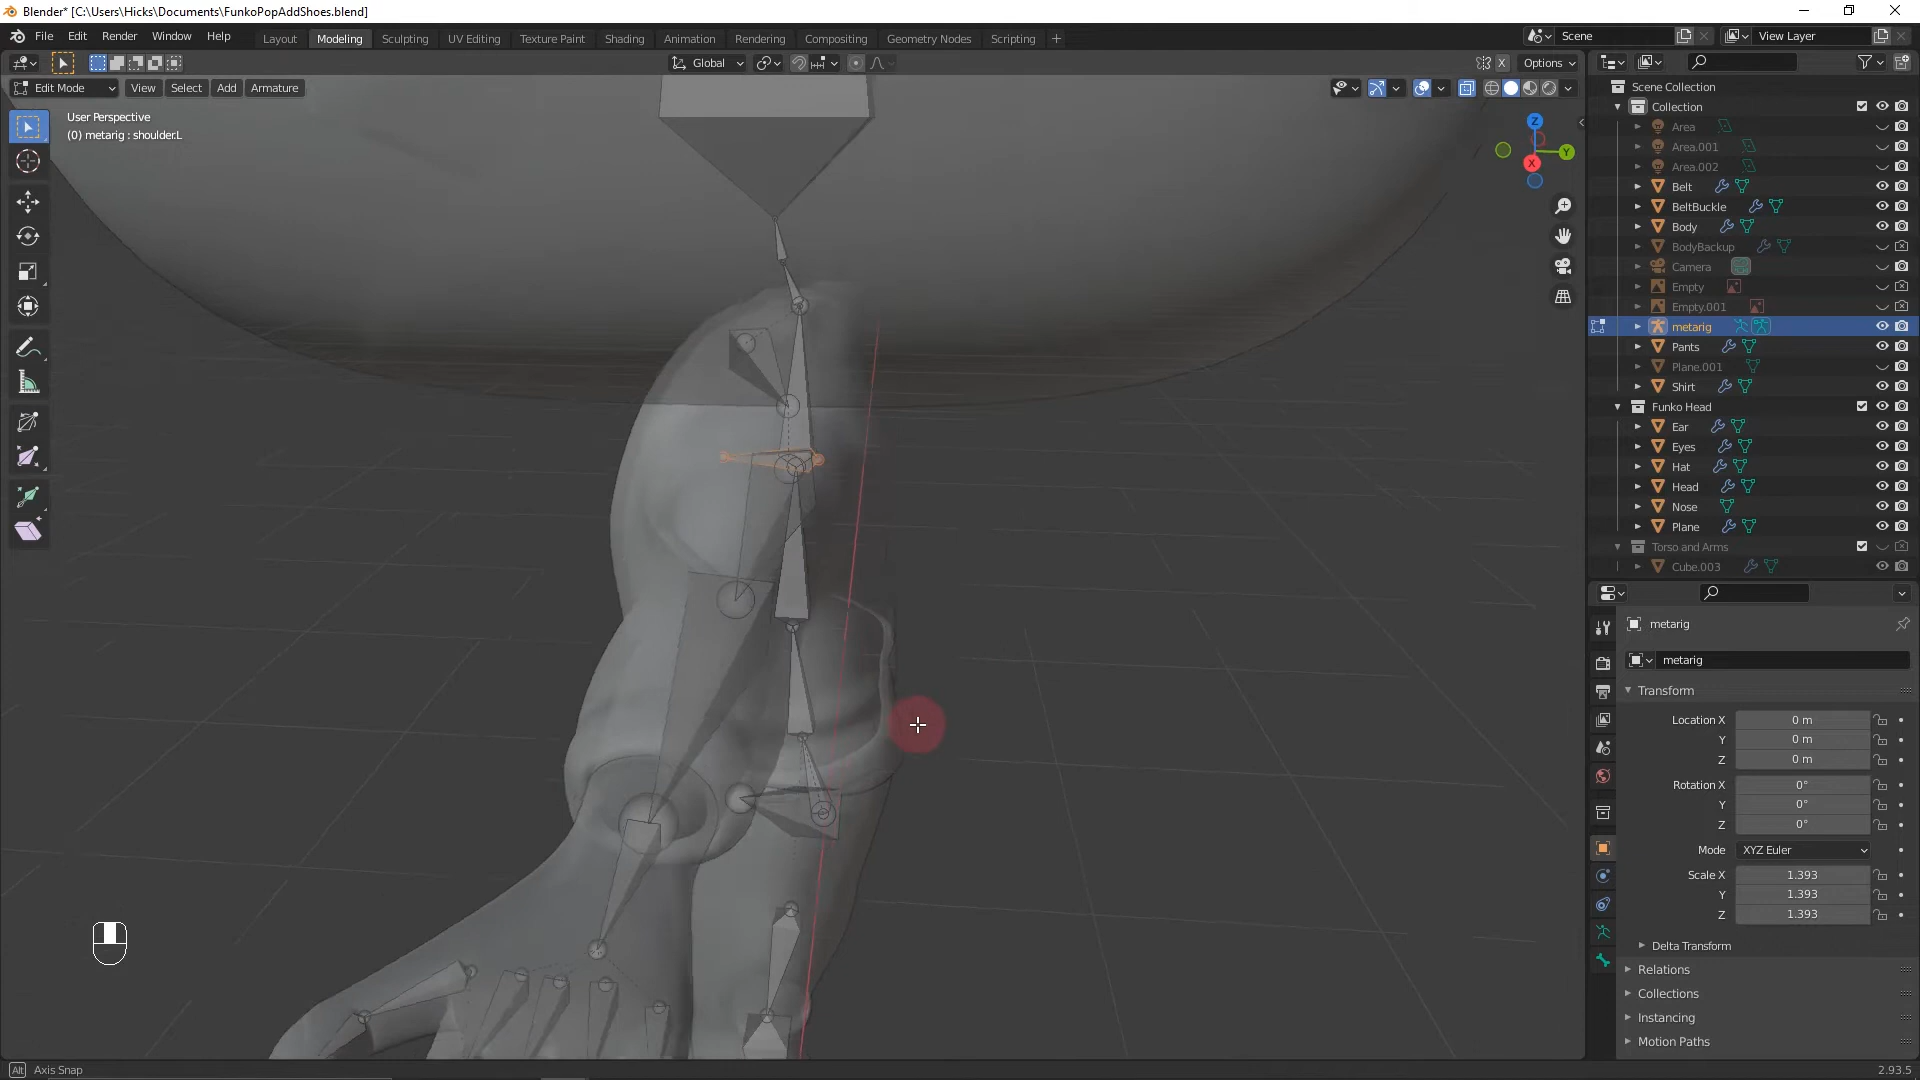 Blender* [C:\Users\Hicks\Documents\FunkoPopAddShoes.blend]
File Edit Render Window Help
Layout Modeling Sculpting UV Editing Texture Paint Shading Animation Rendering Compositing Geometry Nodes Scripting +
Scene
View Layer
Global
X
Options
Edit Mode View Select Add Armature
User Perspective
(0) metarig : shoulder.L
Z
Y
X
Scene Collection
Collection
Area
Area.001
Area.002
Belt
BeltBuckle
Body
BodyBackup
Camera
Empty
Empty.001
metarig
Pants
Plane.001
Shirt
Funko Head
Ear
Eyes
Hat
Head
Nose
Plane
Torso and Arms
Cube.003
metarig
metarig
Transform
Location X 0 m
Y 0 m
Z 0 m
Rotation X 0°
Y 0°
Z 0°
Mode XYZ Euler
Scale X 1.393
Y 1.393
Z 1.393
Delta Transform
Relations
Collections
Instancing
Motion Paths
Alt Axis Snap
2.93.5